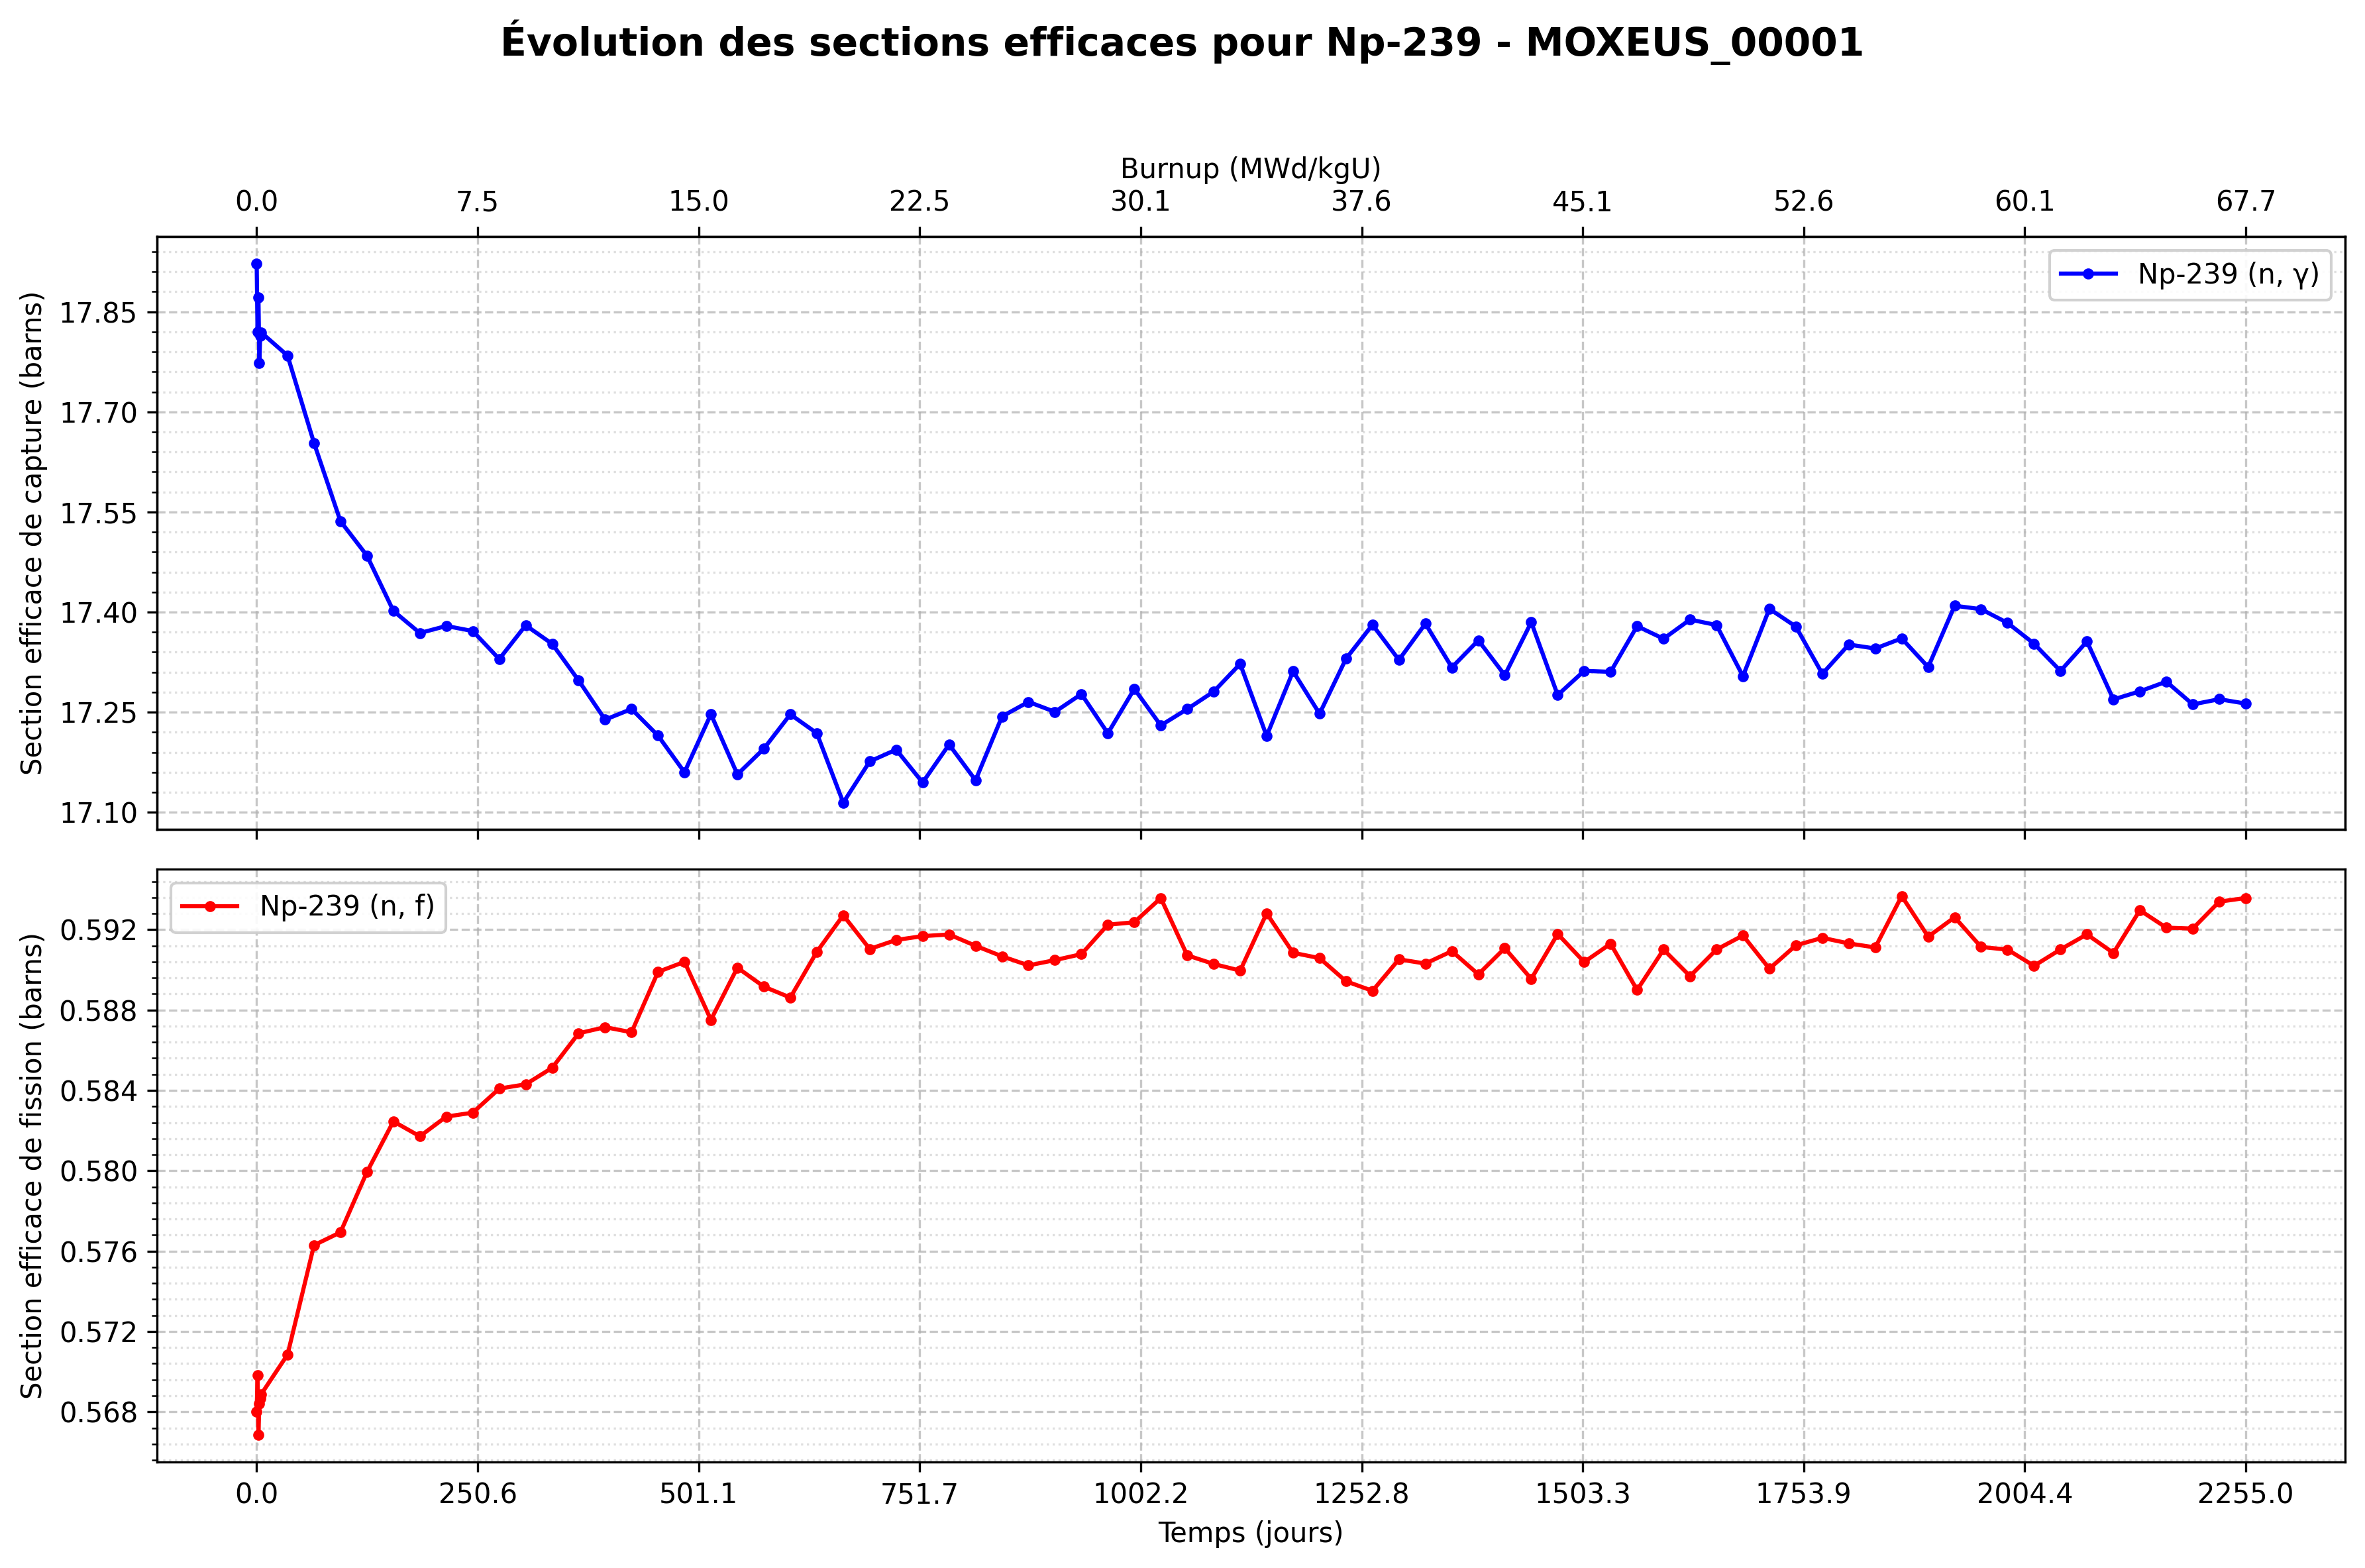 Évolution des sections efficaces pour Np-239 - MOXEUS_00001
Burnup (MWd/kgU)
0.0 7.5 15.0 22.5 30.1 37.6 45.1 52.6 60.1 67.7
Np-239 (n, γ)
Section efficace de capture (barns)
17.85
17.70
17.55
17.40
17.25
17.10
Np-239 (n, f)
Section efficace de fission (barns)
0.592
0.588
0.584
0.580
0.576
0.572
0.568
0.0 250.6 501.1 751.7 1002.2 1252.8 1503.3 1753.9 2004.4 2255.0
Temps (jours)